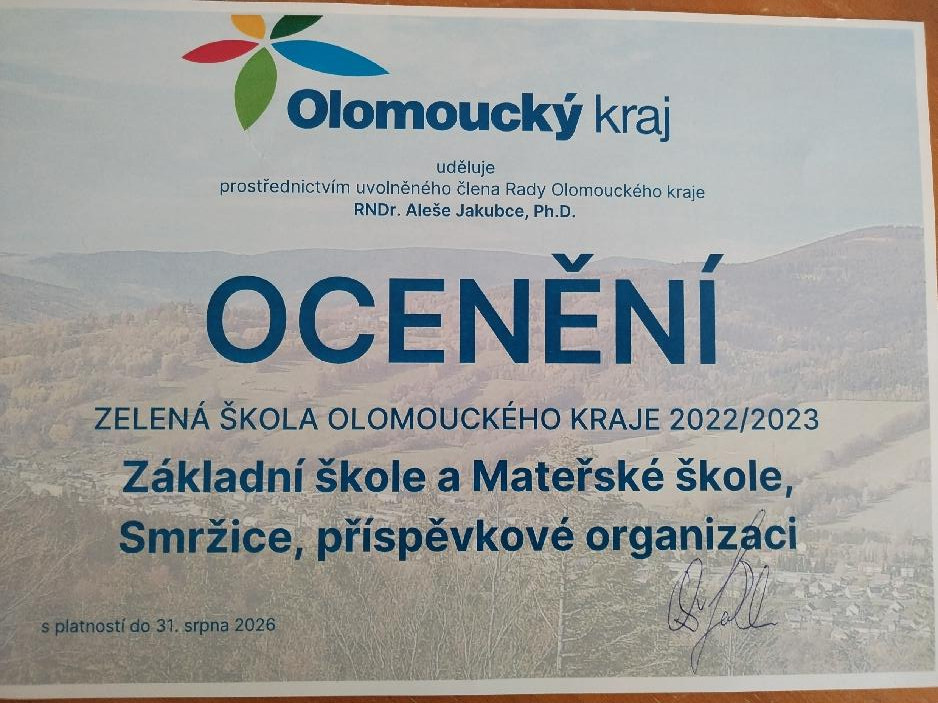 Olomoucký kraj
uděluje
prostřednictvím uvolněného člena Rady Olomouckého kraje
RNDr. Aleše Jakubce, Ph.D.
OCENĚNÍ
ZELENÁ ŠKOLA OLOMOUCKÉHO KRAJE 2022/2023
Základní škole a Mateřské škole,
Smržice, příspěvkové organizaci
s platností do 31. srpna 2026